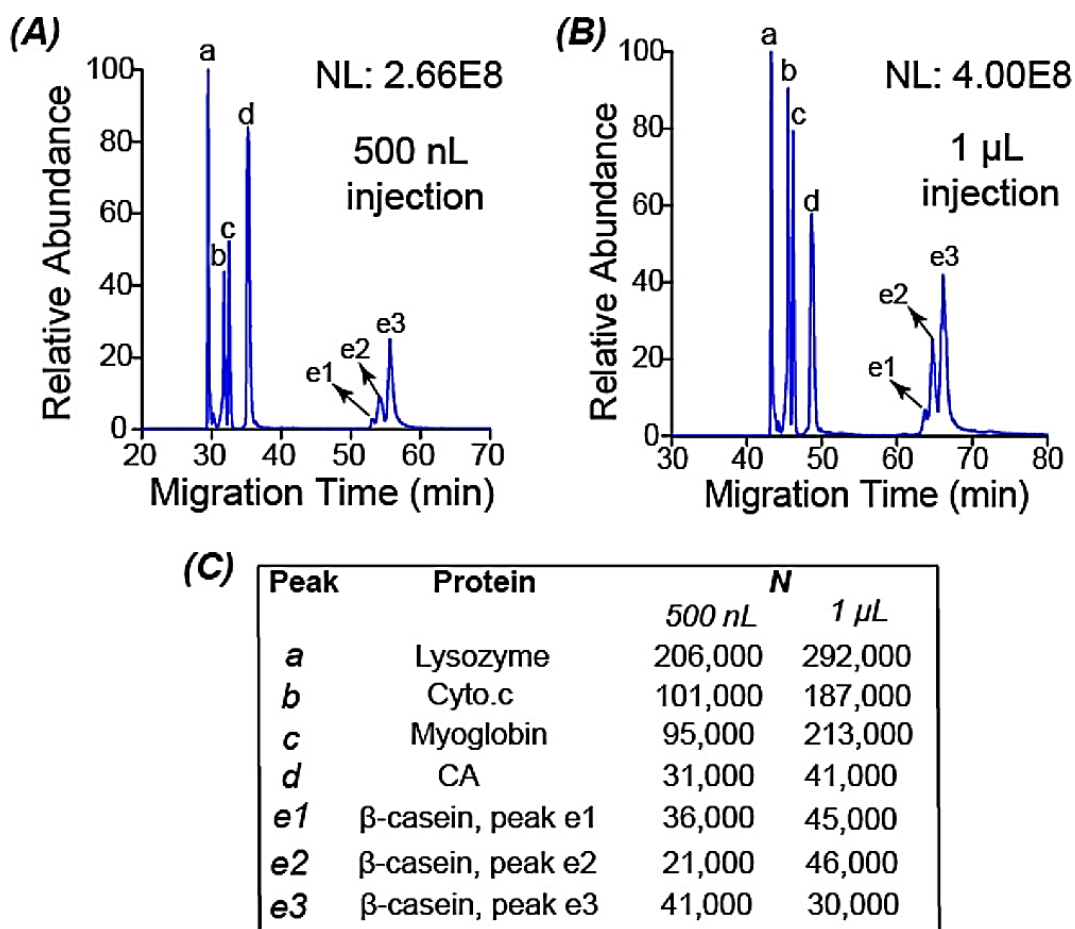 (A)
a
100
NL: 2.66E8
d
80
500 nL
injection
60
c
b
40
e3
e2
20
e1
0
20 30 40 50 60 70
Relative Abundance
Migration Time (min)
(B)
a
100
b
NL: 4.00E8
c
80
1 µL
injection
d
60
e3
40
e2
20
e1
0
30 40 50 60 70 80
Relative Abundance
Migration Time (min)
(C)
Peak Protein N
500 nL 1 µL
a Lysozyme 206,000 292,000
b Cyto.c 101,000 187,000
c Myoglobin 95,000 213,000
d CA 31,000 41,000
e1 β-casein, peak e1 36,000 45,000
e2 β-casein, peak e2 21,000 46,000
e3 β-casein, peak e3 41,000 30,000